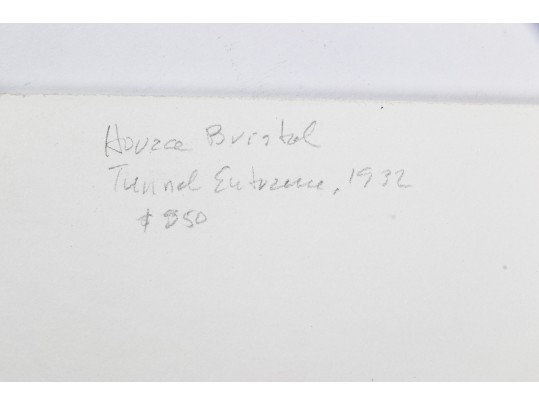 Horace Bristol
Tunnel Entrance, 1932
$ 850